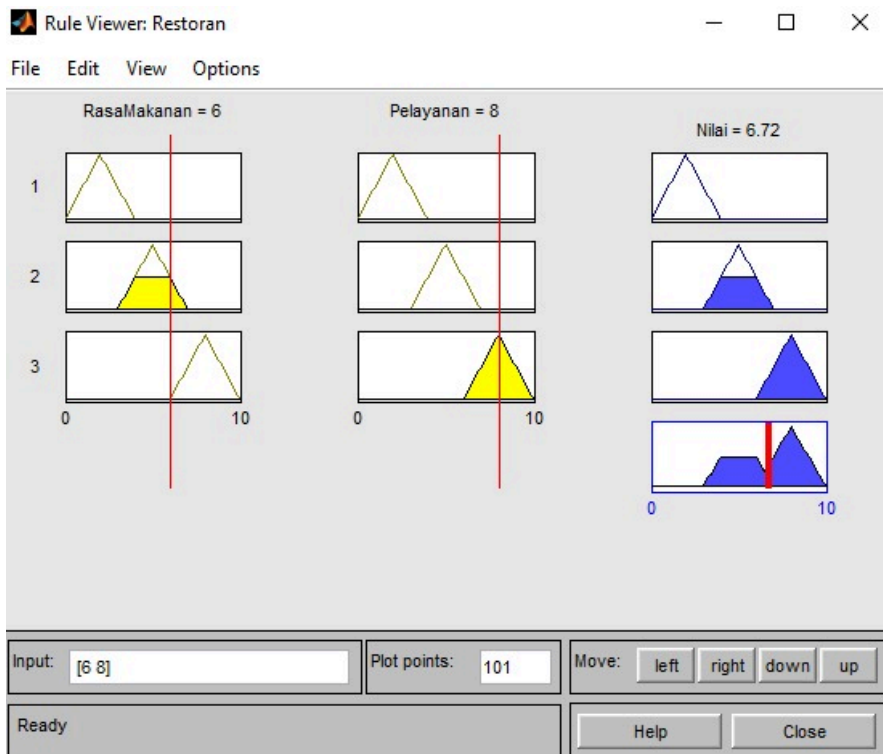 Rule Viewer: Restoran
File Edit View Options
RasaMakanan = 6 Pelayanan = 8 Nilai = 6.72
1
2
3
0 10 0 10
0 10
Input: [6 8] Plot points: 101 Move: left right down up
Ready Help Close